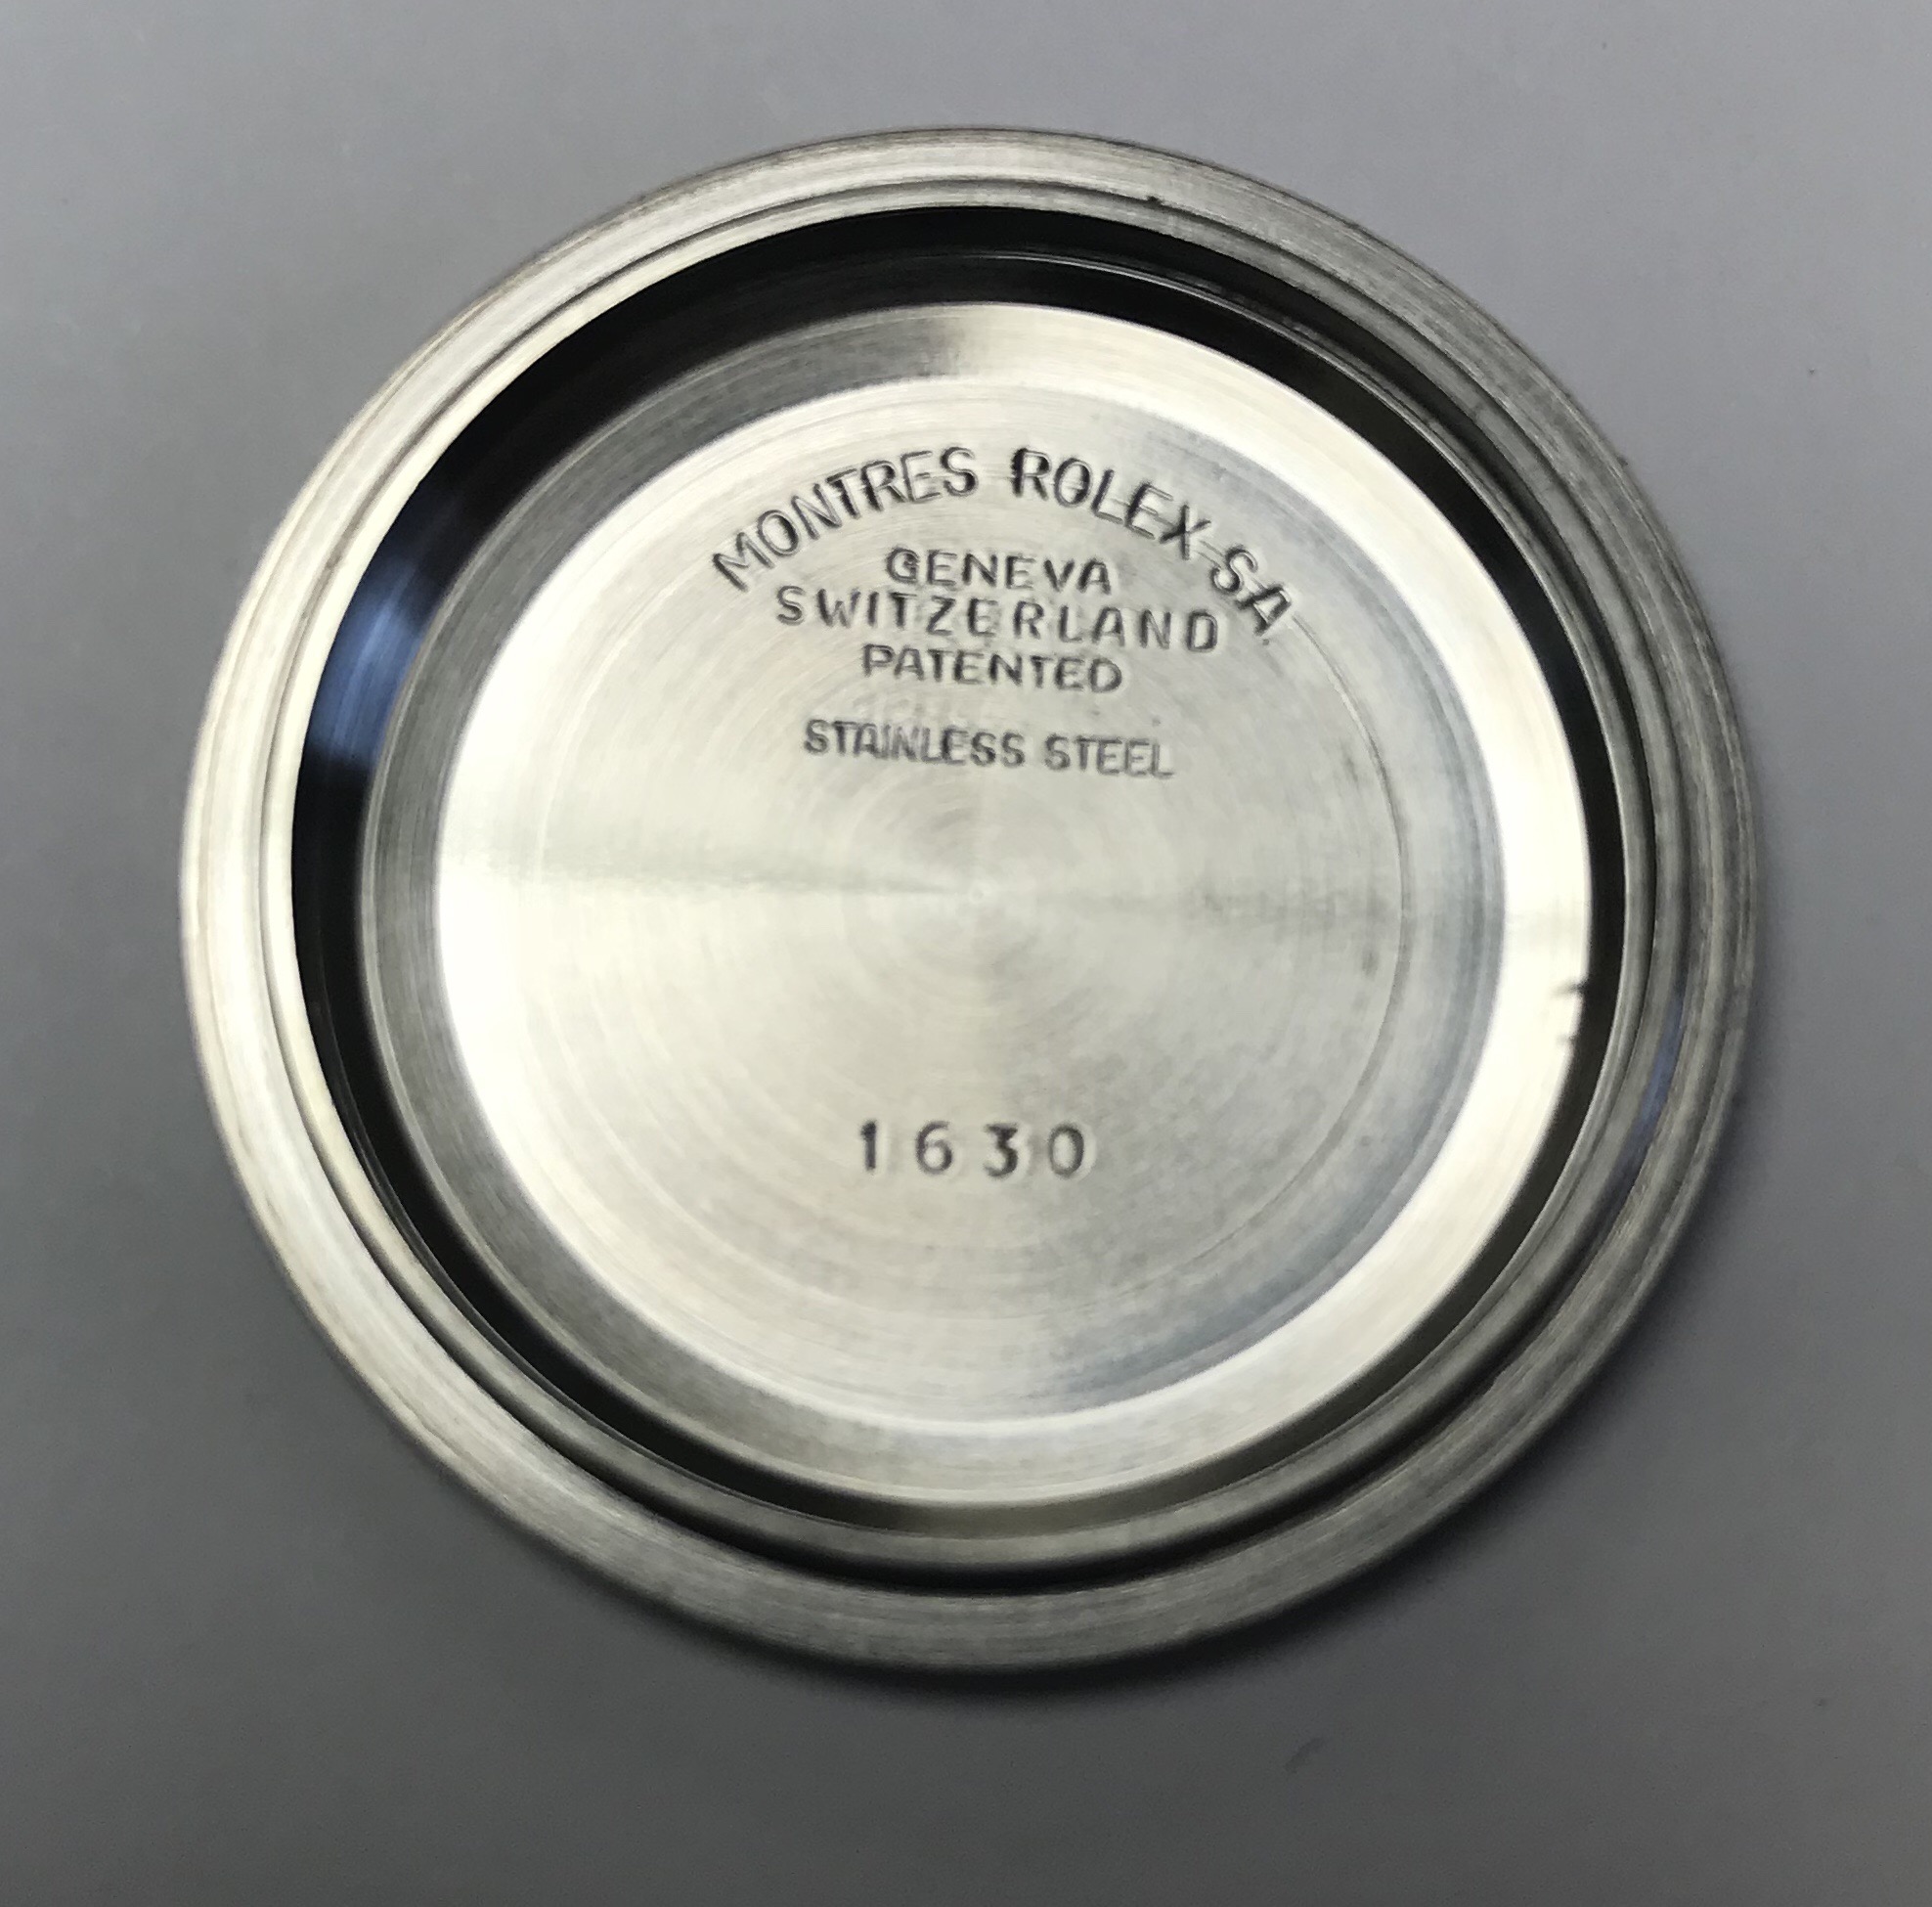 MONTRES ROLEX SA
GENEVA
SWITZERLAND
PATENTED
STAINLESS STEEL
1630